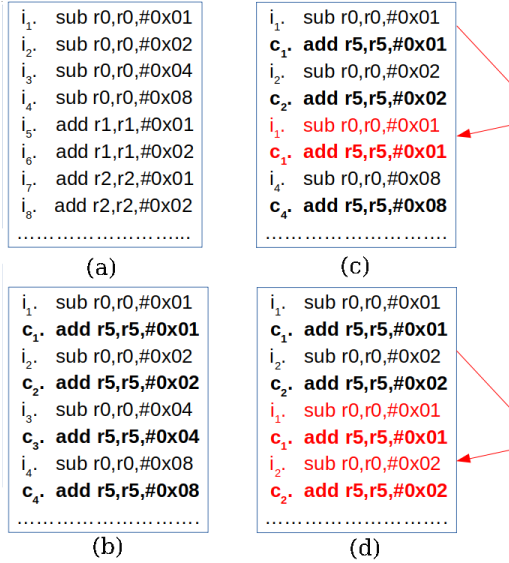 i1. sub r0,r0,#0x01
i2. sub r0,r0,#0x02
i3. sub r0,r0,#0x04
i4. sub r0,r0,#0x08
i5. add r1,r1,#0x01
i6. add r1,r1,#0x02
i7. add r2,r2,#0x01
i8. add r2,r2,#0x02
...........................
(a)
i1. sub r0,r0,#0x01
c1. add r5,r5,#0x01
i2. sub r0,r0,#0x02
c2. add r5,r5,#0x02
i1. sub r0,r0,#0x01
c1. add r5,r5,#0x01
i4. sub r0,r0,#0x08
c4. add r5,r5,#0x08
............................
(c)
i1. sub r0,r0,#0x01
c1. add r5,r5,#0x01
i2. sub r0,r0,#0x02
c2. add r5,r5,#0x02
i3. sub r0,r0,#0x04
c3. add r5,r5,#0x04
i4. sub r0,r0,#0x08
c4. add r5,r5,#0x08
............................
(b)
i1. sub r0,r0,#0x01
c1. add r5,r5,#0x01
i2. sub r0,r0,#0x02
c2. add r5,r5,#0x02
i1. sub r0,r0,#0x01
c1. add r5,r5,#0x01
i2. sub r0,r0,#0x02
c2. add r5,r5,#0x02
............................
(d)